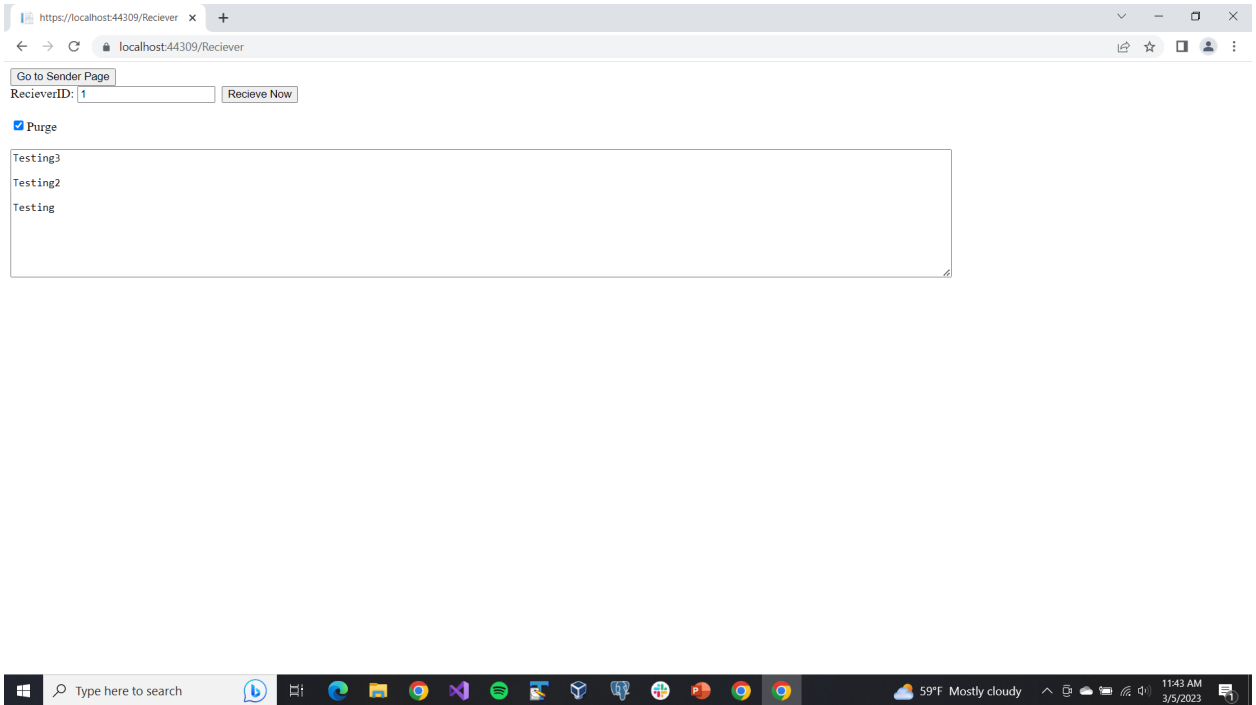 https://localhost:44309/Reciever
localhost:44309/Reciever
Go to Sender Page
RecieverID: 1 Recieve Now
Purge
Testing3
Testing2
Testing
Type here to search
59°F Mostly cloudy
11:43 AM
3/5/2023
1